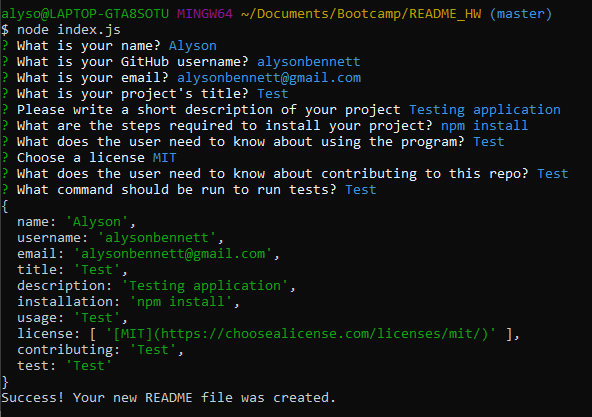 alyso@LAPTOP-GTA8SOTU MINGW64 ~/Documents/Bootcamp/README_HW (master)
$ node index.js
? What is your name? Alyson
? What is your GitHub username? alysonbennett
? What is your email? alysonbennett@gmail.com
? What is your project's title? Test
? Please write a short description of your project Testing application
? What are the steps required to install your project? npm install
? What does the user need to know about using the program? Test
? Choose a license MIT
? What does the user need to know about contributing to this repo? Test
? What command should be run to run tests? Test
{
  name: 'Alyson',
  username: 'alysonbennett',
  email: 'alysonbennett@gmail.com',
  title: 'Test',
  description: 'Testing application',
  installation: 'npm install',
  usage: 'Test',
  license: [ '[MIT](https://choosealicense.com/licenses/mit/)' ],
  contributing: 'Test',
  test: 'Test'
}
Success! Your new README file was created.